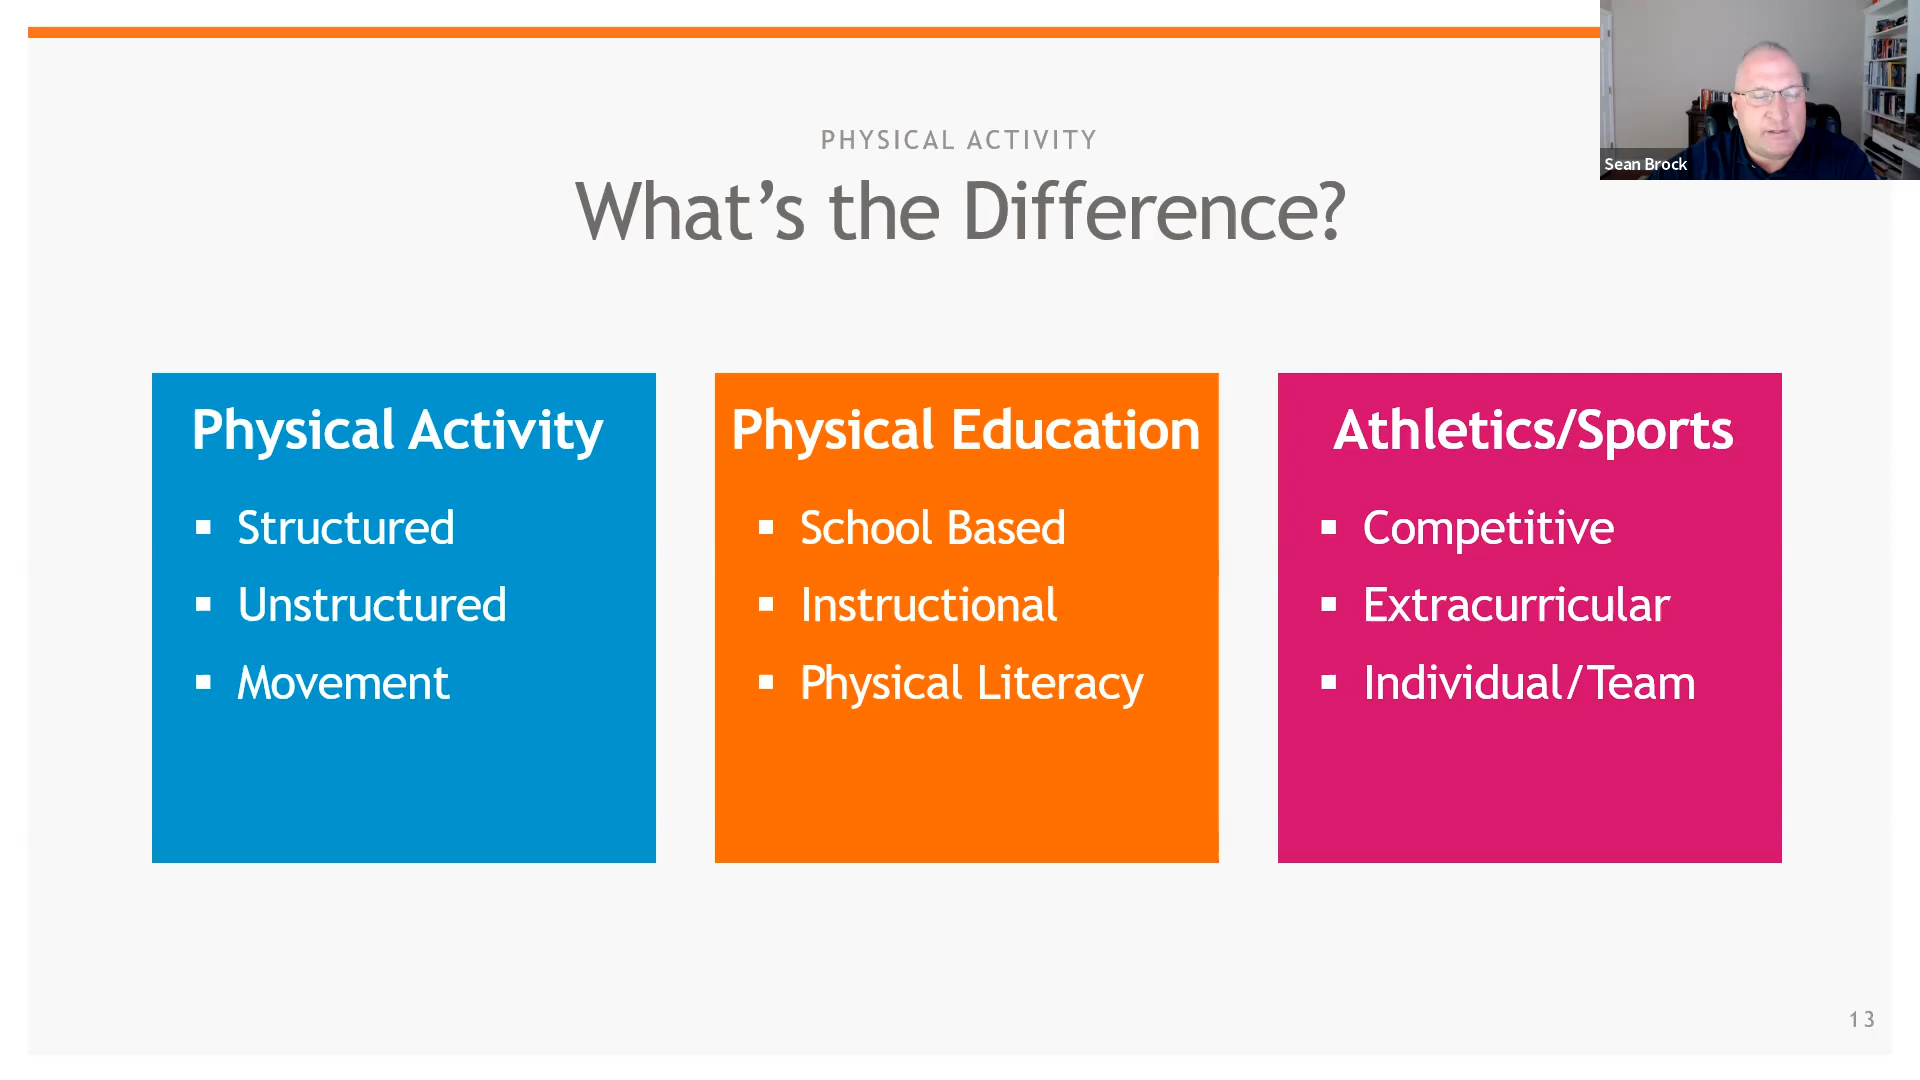 PHYSICAL ACTIVITY
What’s the Difference?
Sean Brock
Physical Activity
▪ Structured
▪ Unstructured
▪ Movement
Physical Education
▪ School Based
▪ Instructional
▪ Physical Literacy
Athletics/Sports
▪ Competitive
▪ Extracurricular
▪ Individual/Team
13